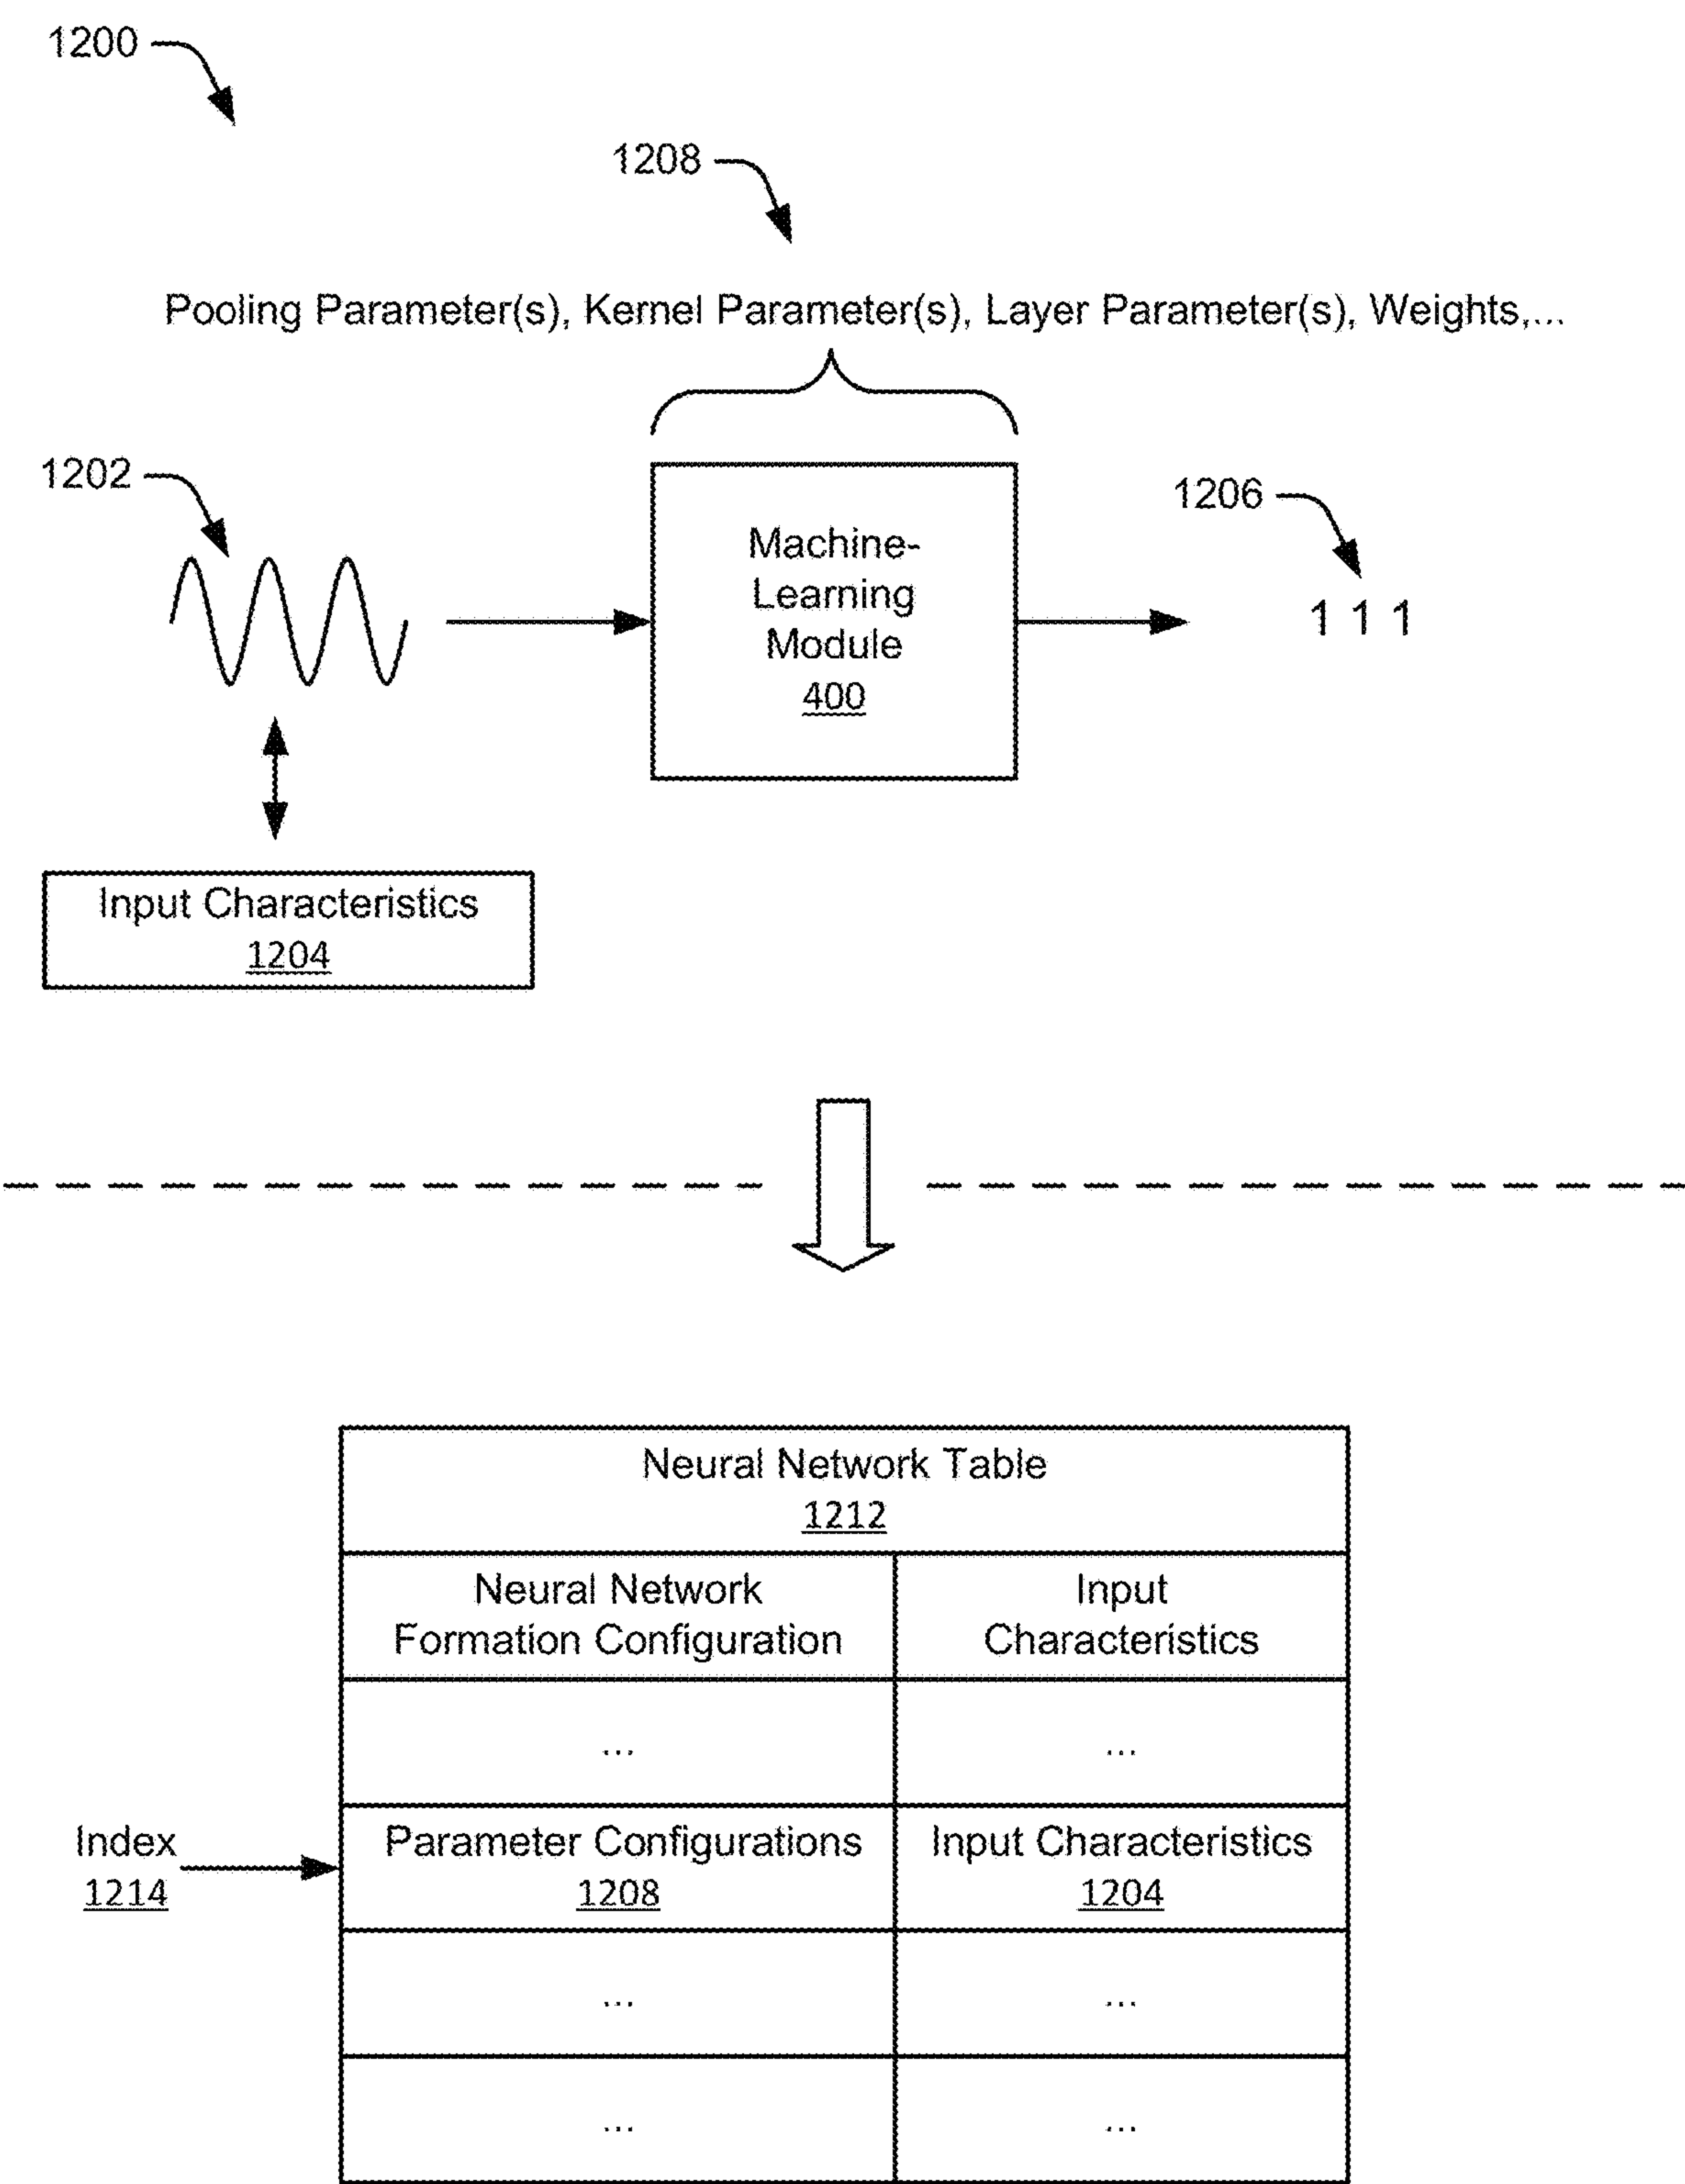 1200
1208
Pooling Parameter(s), Kernel Parameter(s), Layer Parameter(s), Weights,...
1202
1206
Machine-
Learning
Module
400
1 1 1
Input Characteristics
1204
Neural Network Table
1212
Neural Network
Formation Configuration
Input
Characteristics
...
...
Index
1214
Parameter Configurations
1208
Input Characteristics
1204
...
...
...
...